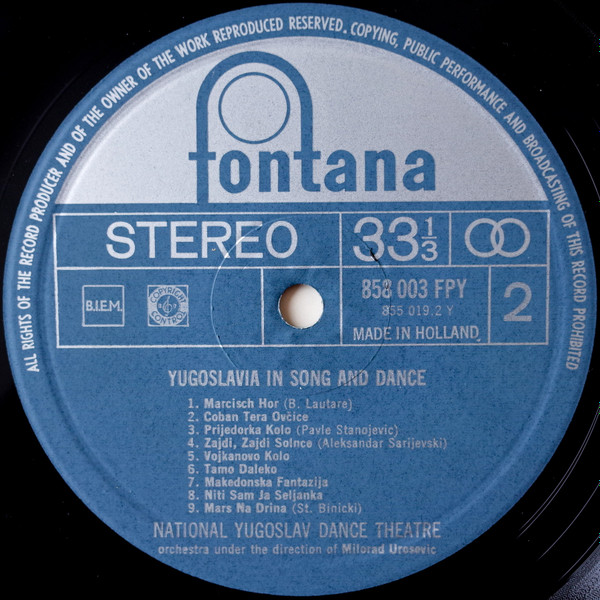 ALL RIGHTS OF THE RECORD PRODUCER AND OF THE OWNER OF THE WORK REPRODUCED RESERVED. COPYING, PUBLIC PERFORMANCE AND BROADCASTING OF THIS RECORD PROHIBITED
fontana
STEREO 33 1/3
B.I.E.M. COPYRIGHT CONTROL 858 003 FPY 2
855 019.2 Y
MADE IN HOLLAND
YUGOSLAVIA IN SONG AND DANCE
1. Marcisch Hor (B. Lautare)
2. Coban Tera Ovčice
3. Prijedorka Kolo (Pavle Stanojevic)
4. Zajdi, Zajdi Solnce (Aleksandar Sarijevski)
5. Vojkanovo Kolo
6. Tamo Daleko
7. Makedonska Fantazija
8. Niti Sam Ja Seljanka
9. Mars Na Drina (St. Binicki)
NATIONAL YUGOSLAV DANCE THEATRE
orchestra under the direction of Milorad Urosevic